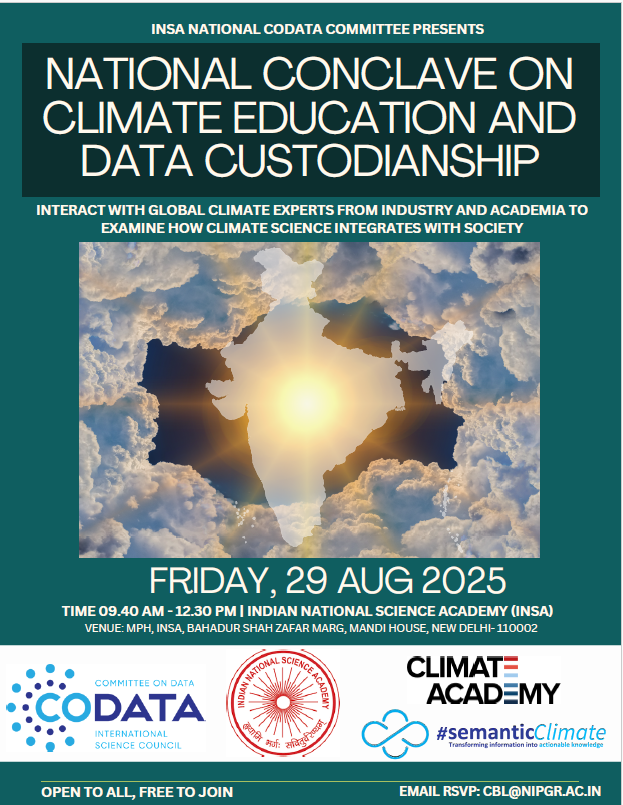 INSA NATIONAL CODATA COMMITTEE PRESENTS
NATIONAL CONCLAVE ON
CLIMATE EDUCATION AND
DATA CUSTODIANSHIP
INTERACT WITH GLOBAL CLIMATE EXPERTS FROM INDUSTRY AND ACADEMIA TO
EXAMINE HOW CLIMATE SCIENCE INTEGRATES WITH SOCIETY
FRIDAY, 29 AUG 2025
TIME 09.40 AM - 12.30 PM | INDIAN NATIONAL SCIENCE ACADEMY (INSA)
VENUE: MPH, INSA, BAHADUR SHAH ZAFAR MARG, MANDI HOUSE, NEW DELHI- 110002
COMMITTEE ON DATA
CODATA
INTERNATIONAL
SCIENCE COUNCIL
INDIAN NATIONAL SCIENCE ACADEMY
CLIMATE
ACADEMY
#semanticClimate
Transforming information into actionable knowledge
OPEN TO ALL, FREE TO JOIN
EMAIL RSVP: CBL@NIPGR.AC.IN